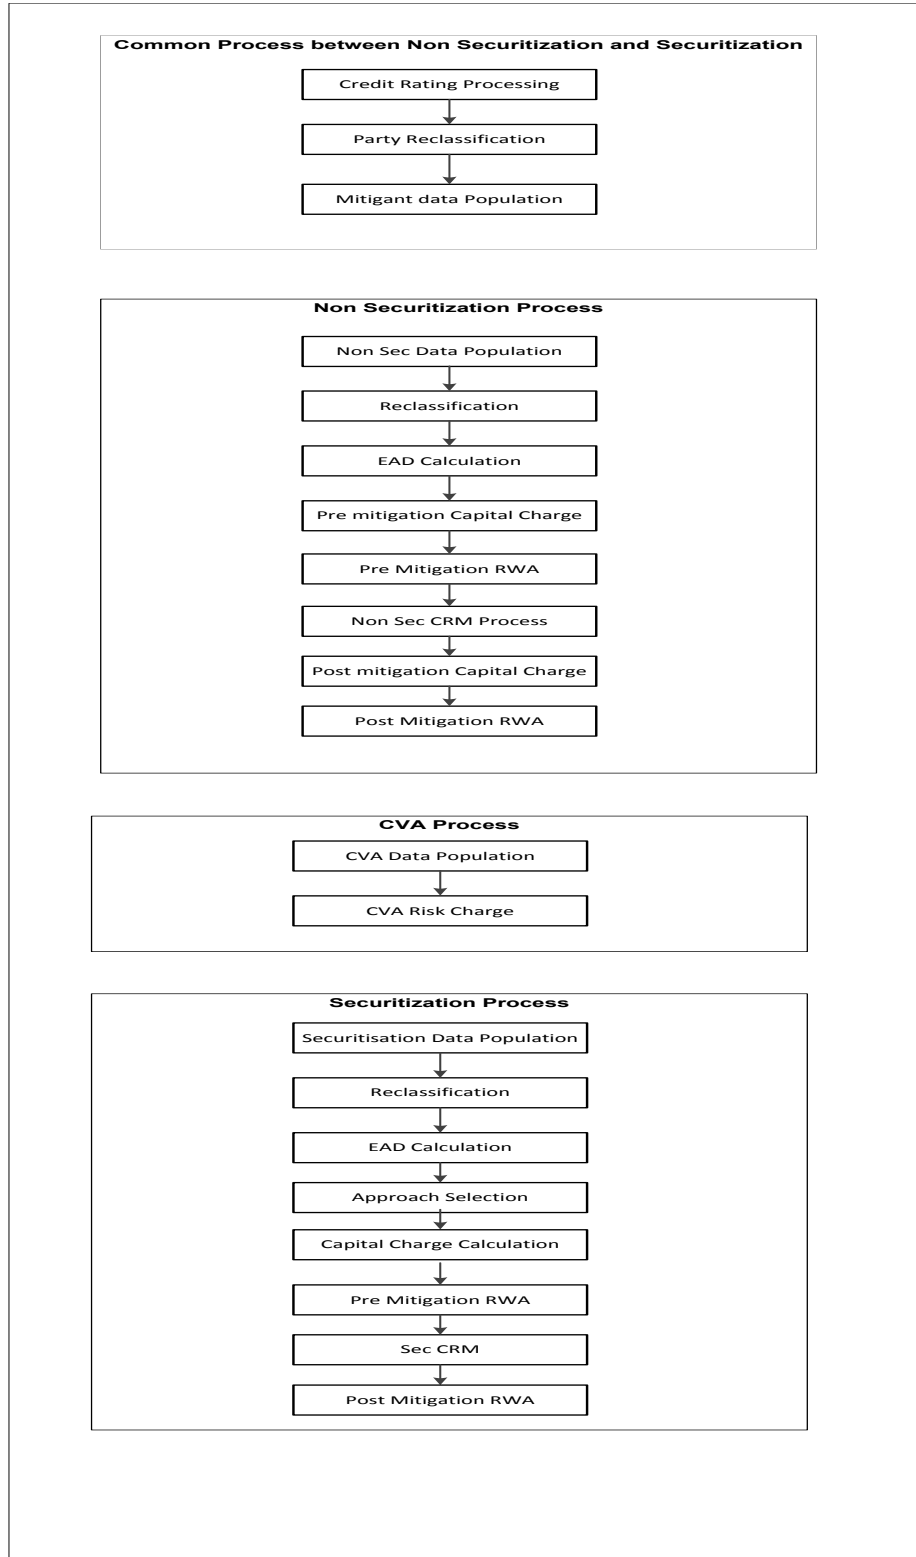 Common Process between Non Securitization and Securitization
Credit Rating Processing
Party Reclassification
Mitigant data Population
Non Securitization Process
Non Sec Data Population
Reclassification
EAD Calculation
Pre mitigation Capital Charge
Pre Mitigation RWA
Non Sec CRM Process
Post mitigation Capital Charge
Post Mitigation RWA
CVA Process
CVA Data Population
CVA Risk Charge
Securitization Process
Securitisation Data Population
Reclassification
EAD Calculation
Approach Selection
Capital Charge Calculation
Pre Mitigation RWA
Sec CRM
Post Mitigation RWA